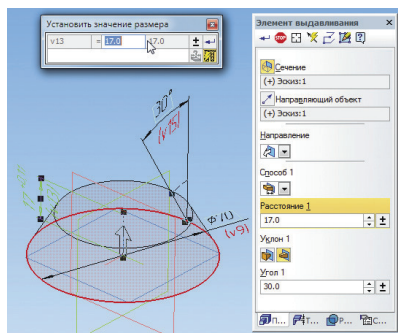 Установить значение размера
v13 = 17.0 17.0 ±
30°
(v15)
(v9)
Элемент выдавливания
Сечение
(+) Эскиз:1
Направляющий объект
(+) Эскиз:1
Направление
Способ 1
Расстояние 1
17.0 ±
Уклон 1
Угол 1
30.0 ±
П... Т... Р... С...